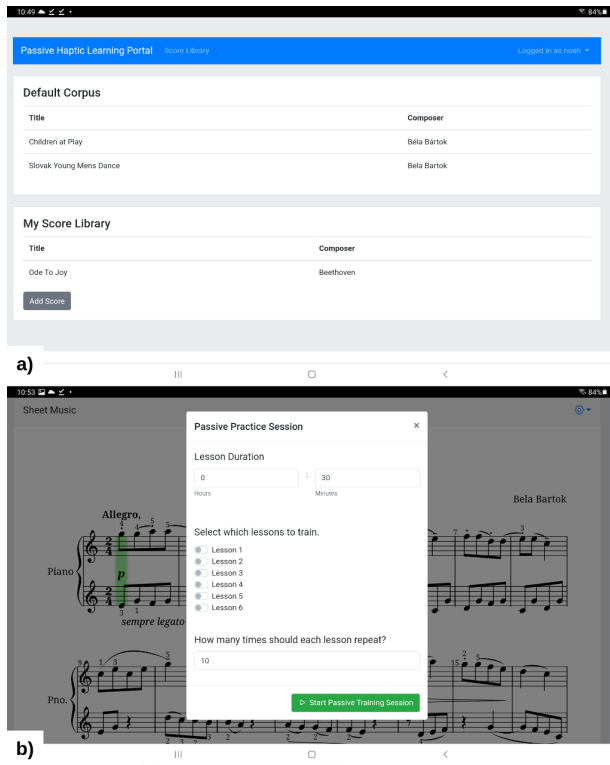 10:49 84%
Passive Haptic Learning Portal Score Library Logged in as noah
Default Corpus
Title Composer
Children at Play Béla Bártok
Slovak Young Mens Dance Bela Bartok
My Score Library
Title Composer
Ode To Joy Beethoven
Add Score
a)
10:53 84%
Sheet Music
Passive Practice Session ×
Lesson Duration
0 : 30
Hours Minutes
Bela Bartok
Allegro,
Select which lessons to train.
Lesson 1
Lesson 2
Lesson 3
Piano
p
Lesson 4
Lesson 5
Lesson 6
sempre legato
How many times should each lesson repeat?
10
Pno.
Start Passive Training Session
b)